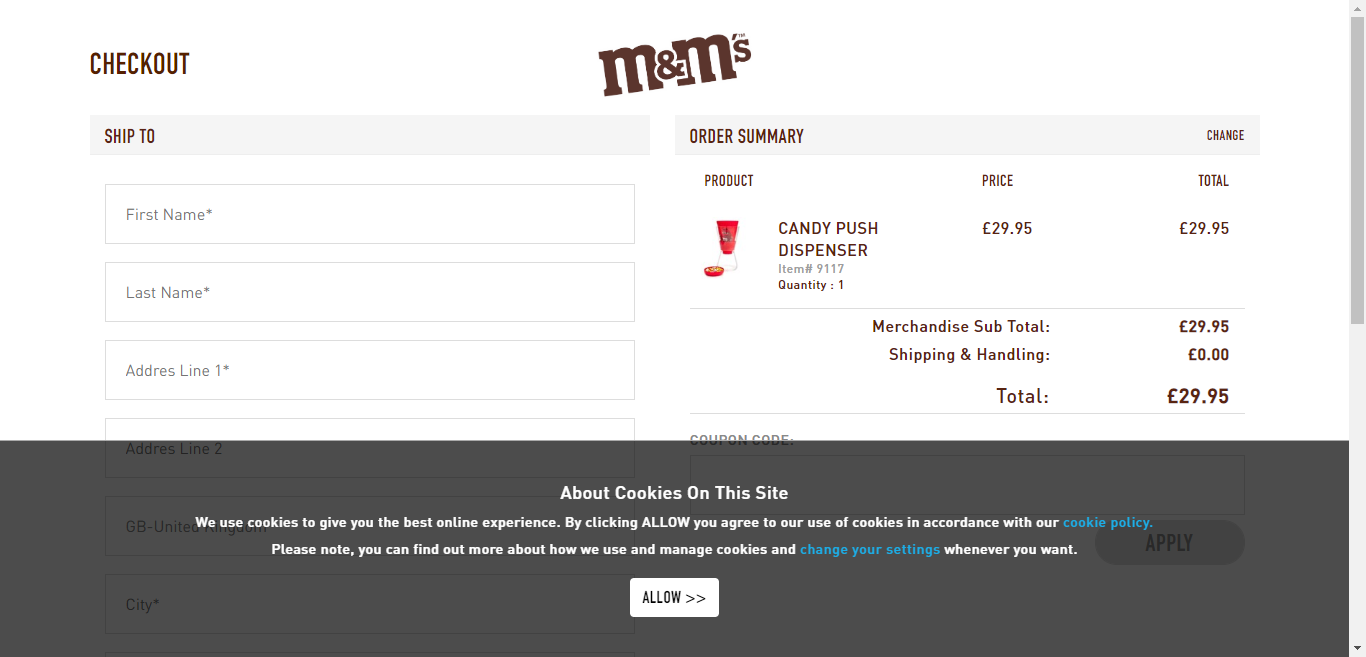 CHECKOUT
m&m's™
SHIP TO
First Name*
Last Name*
Addres Line 1*
Addres Line 2
GB-United Kingdom
City*
ORDER SUMMARY
CHANGE
PRODUCT PRICE TOTAL
CANDY PUSH £29.95 £29.95
DISPENSER
Item# 9117
Quantity : 1
Merchandise Sub Total: £29.95
Shipping & Handling: £0.00
Total: £29.95
COUPON CODE:
APPLY
About Cookies On This Site
We use cookies to give you the best online experience. By clicking ALLOW you agree to our use of cookies in accordance with our cookie policy.
Please note, you can find out more about how we use and manage cookies and change your settings whenever you want.
ALLOW >>